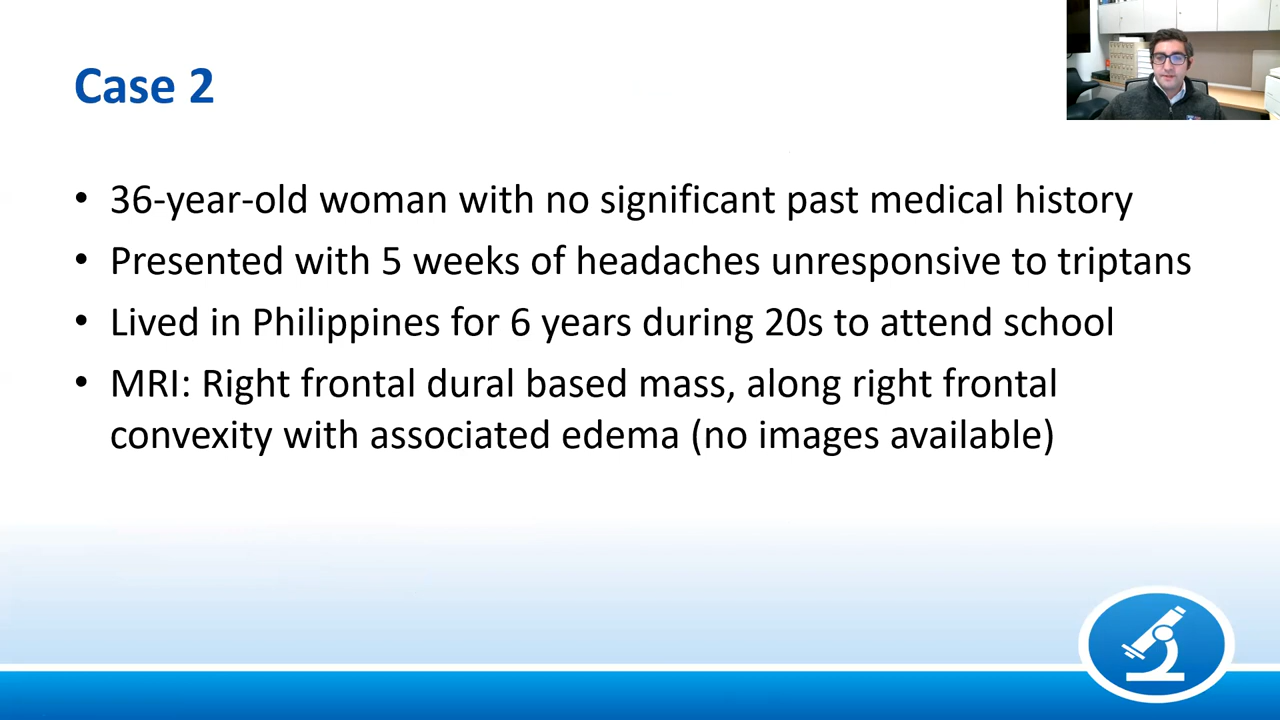 Case 2
• 36-year-old woman with no significant past medical history
• Presented with 5 weeks of headaches unresponsive to triptans
• Lived in Philippines for 6 years during 20s to attend school
• MRI: Right frontal dural based mass, along right frontal
convexity with associated edema (no images available)